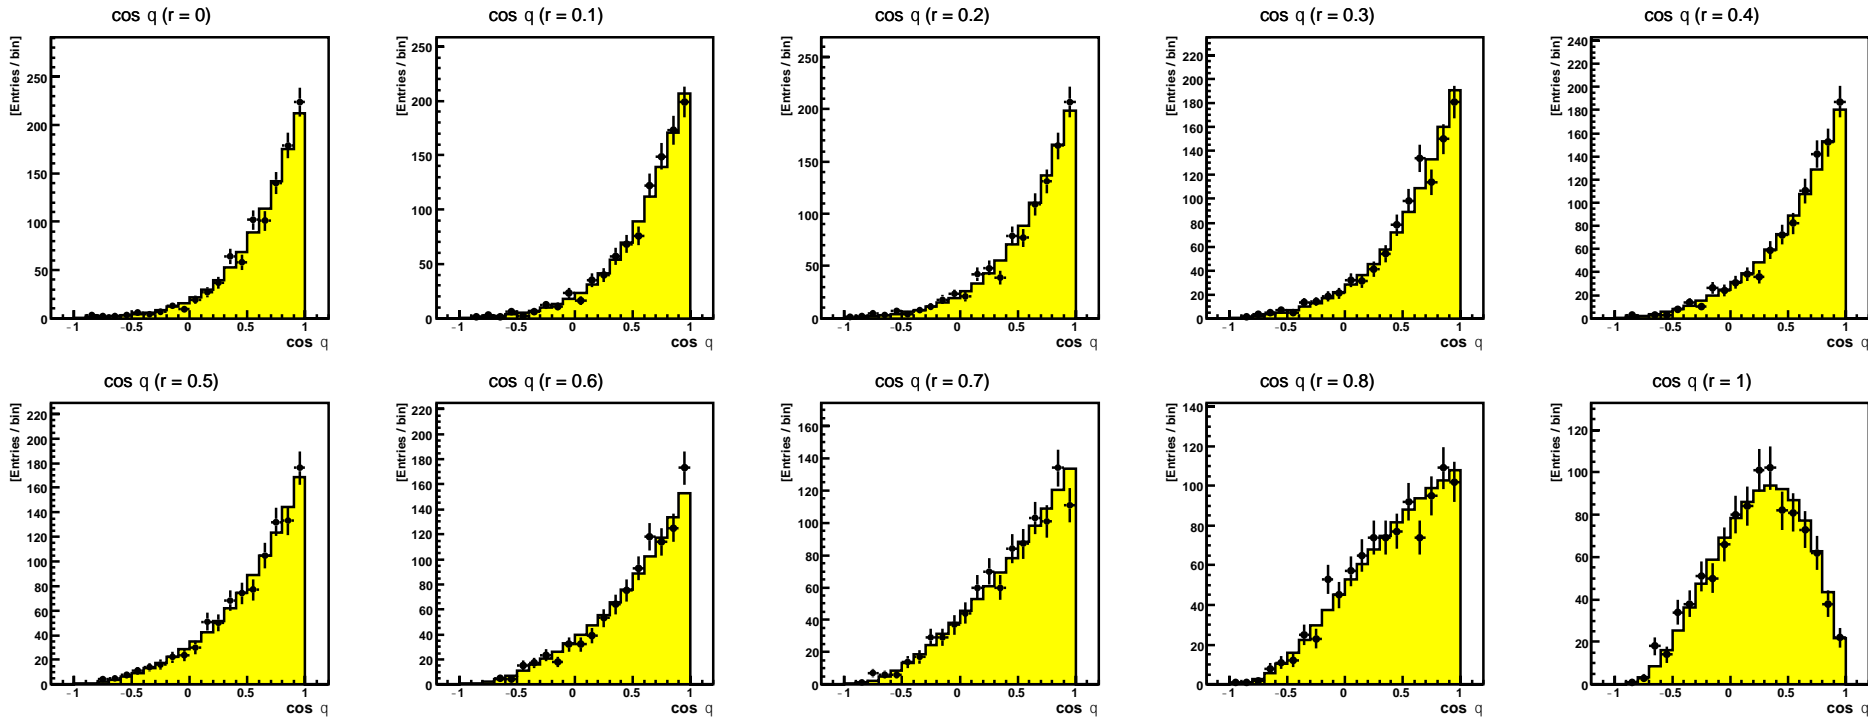 cos q (r = 0)
[Entries / bin]
250
200
150
100
50
0
-1 -0.5 0 0.5 1
cos q
cos q (r = 0.1)
[Entries / bin]
250
200
150
100
50
0
-1 -0.5 0 0.5 1
cos q
cos q (r = 0.2)
[Entries / bin]
250
200
150
100
50
0
-1 -0.5 0 0.5 1
cos q
cos q (r = 0.3)
[Entries / bin]
220
200
180
160
140
120
100
80
60
40
20
0
-1 -0.5 0 0.5 1
cos q
cos q (r = 0.4)
[Entries / bin]
240
220
200
180
160
140
120
100
80
60
40
20
0
-1 -0.5 0 0.5 1
cos q
cos q (r = 0.5)
[Entries / bin]
220
200
180
160
140
120
100
80
60
40
20
0
-1 -0.5 0 0.5 1
cos q
cos q (r = 0.6)
[Entries / bin]
220
200
180
160
140
120
100
80
60
40
20
0
-1 -0.5 0 0.5 1
cos q
cos q (r = 0.7)
[Entries / bin]
160
140
120
100
80
60
40
20
0
-1 -0.5 0 0.5 1
cos q
cos q (r = 0.8)
[Entries / bin]
140
120
100
80
60
40
20
0
-1 -0.5 0 0.5 1
cos q
cos q (r = 1)
[Entries / bin]
120
100
80
60
40
20
0
-1 -0.5 0 0.5 1
cos q